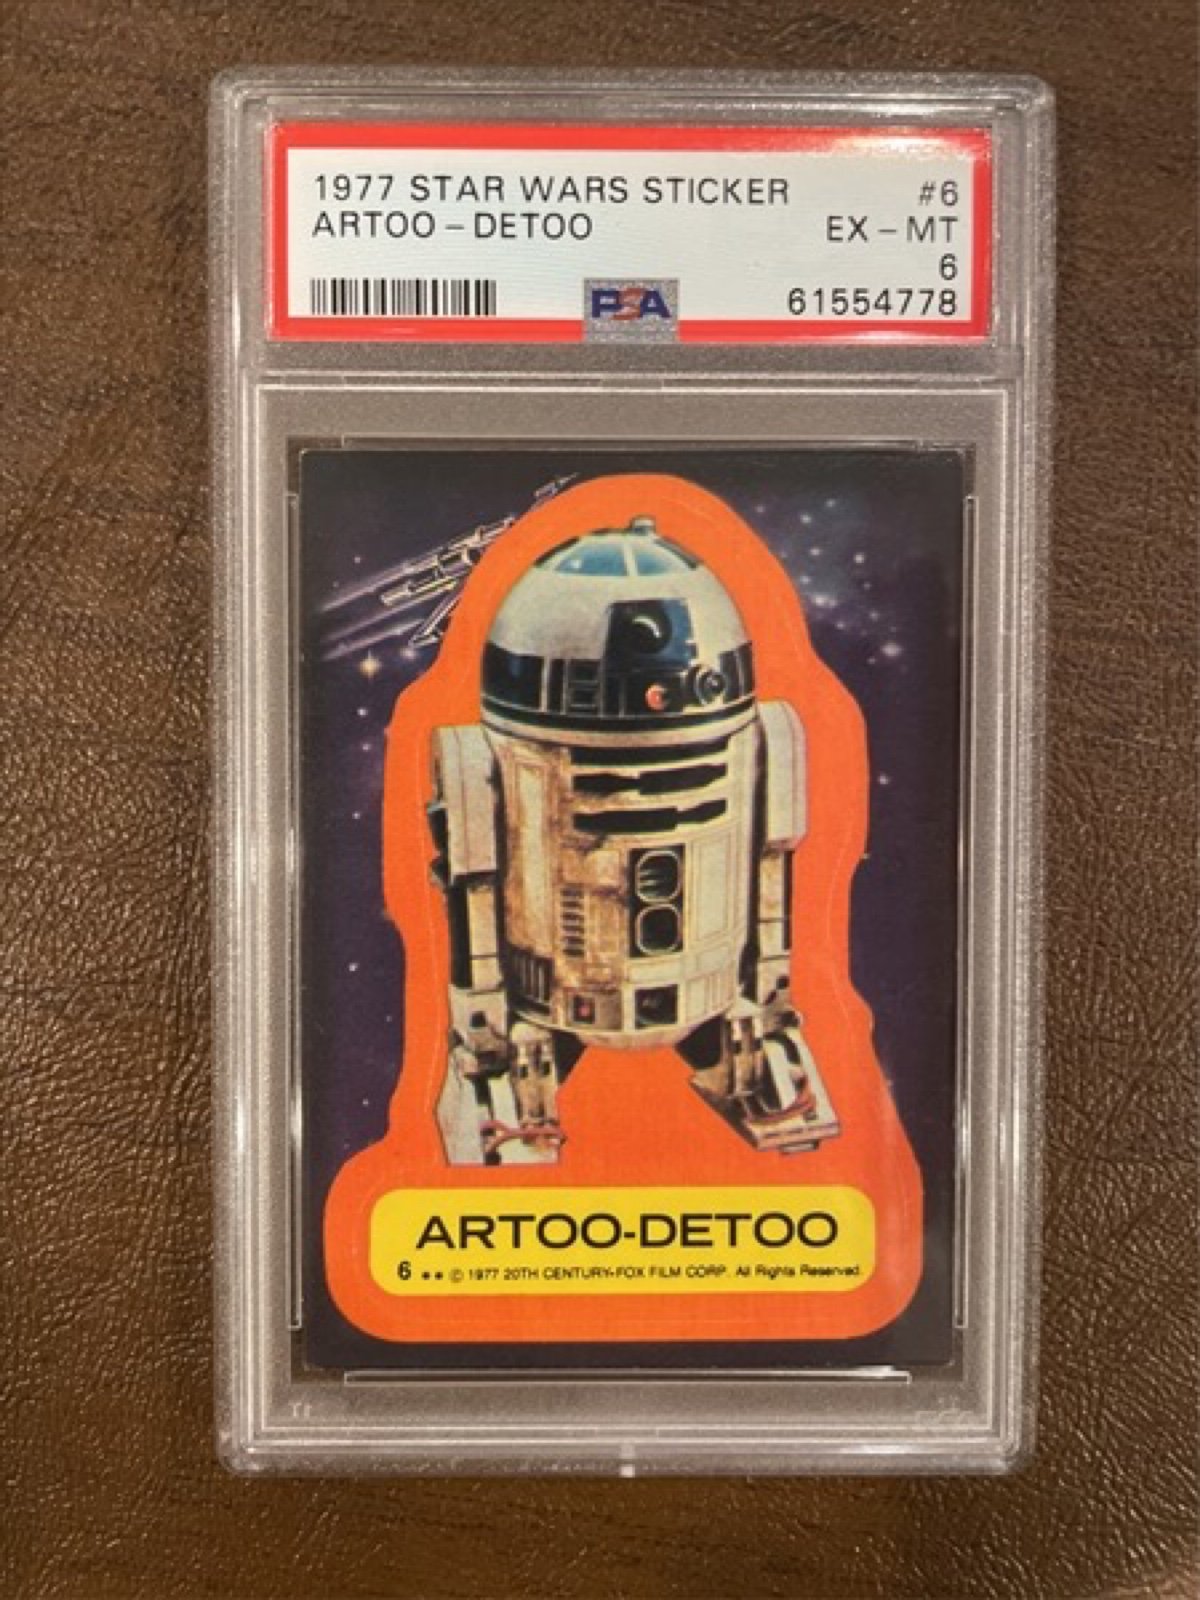 1977 STAR WARS STICKER #6
ARTOO-DETOO EX-MT
6
PSA 61554778
ARTOO-DETOO
6 ** © 1977 20TH CENTURY-FOX FILM CORP. All Rights Reserved.